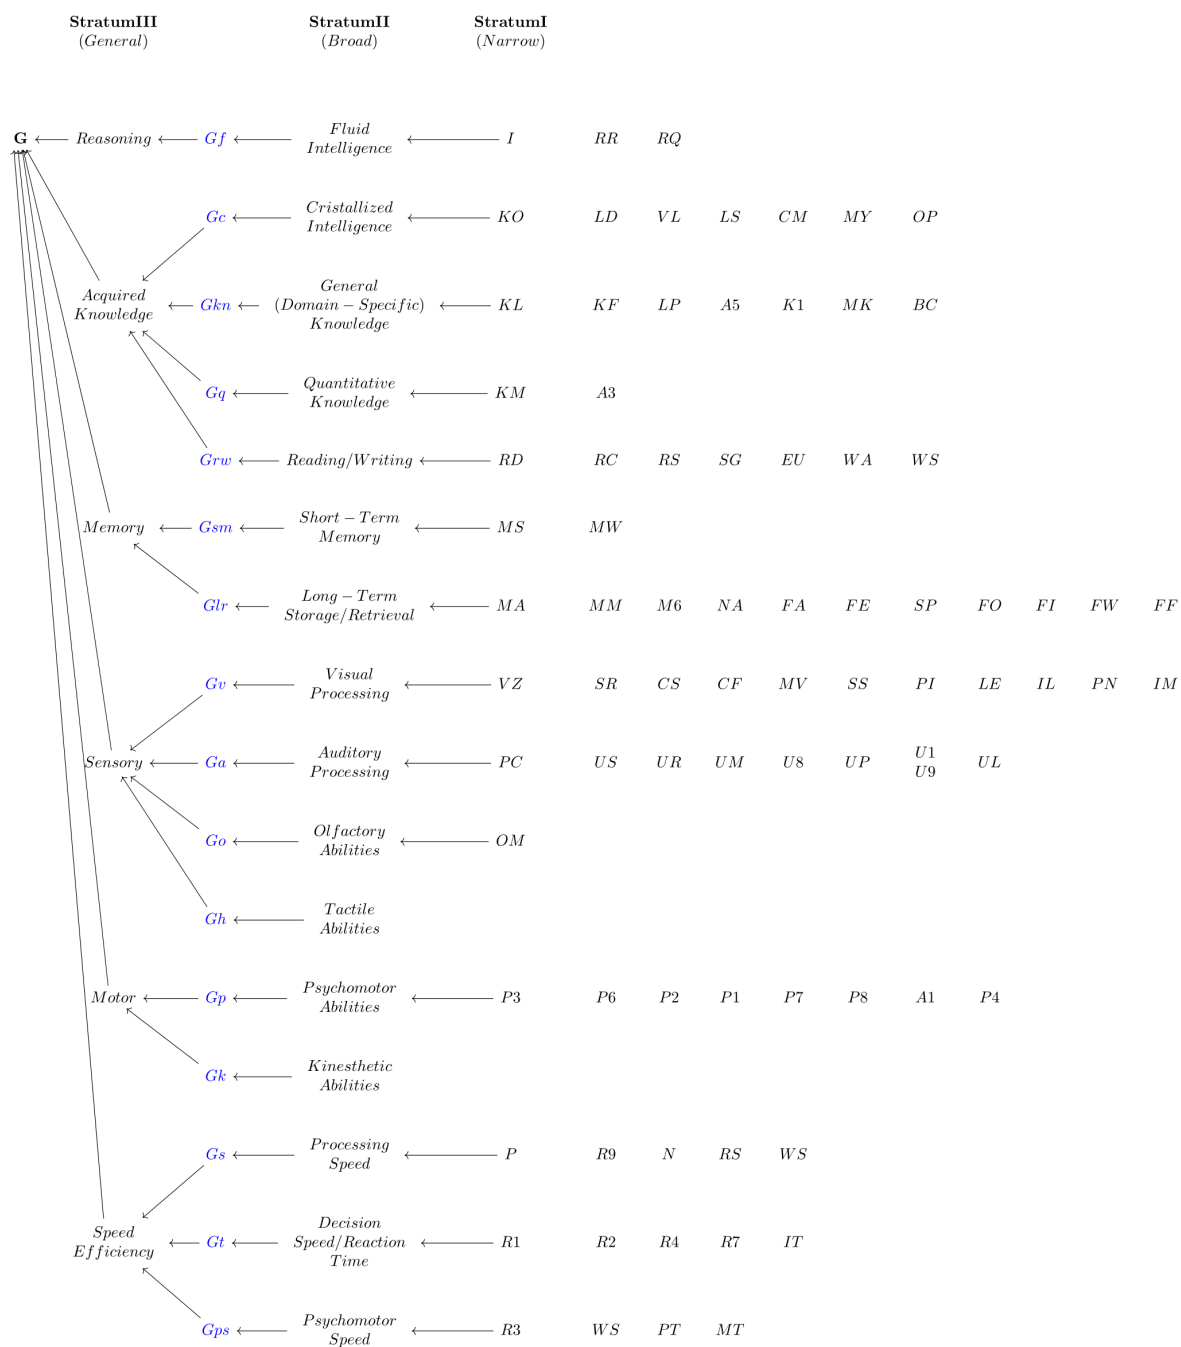 StratumIII StratumII StratumI
(General) (Broad) (Narrow)
G Reasoning Gf Fluid Intelligence I RR RQ
Gc Cristallized Intelligence KO LD VL LS CM MY OP
Acquired Knowledge Gkn General (Domain − Specific) Knowledge KL KF LP A5 K1 MK BC
Gq Quantitative Knowledge KM A3
Grw Reading/Writing RD RC RS SG EU WA WS
Memory Gsm Short − Term Memory MS MW
Glr Long − Term Storage/Retrieval MA MM M6 NA FA FE SP FO FI FW FF
Gv Visual Processing VZ SR CS CF MV SS PI LE IL PN IM
Sensory Ga Auditory Processing PC US UR UM U8 UP U1 U9 UL
Go Olfactory Abilities OM
Gh Tactile Abilities
Motor Gp Psychomotor Abilities P3 P6 P2 P1 P7 P8 A1 P4
Gk Kinesthetic Abilities
Gs Processing Speed P R9 N RS WS
Speed Efficiency Gt Decision Speed/Reaction Time R1 R2 R4 R7 IT
Gps Psychomotor Speed R3 WS PT MT